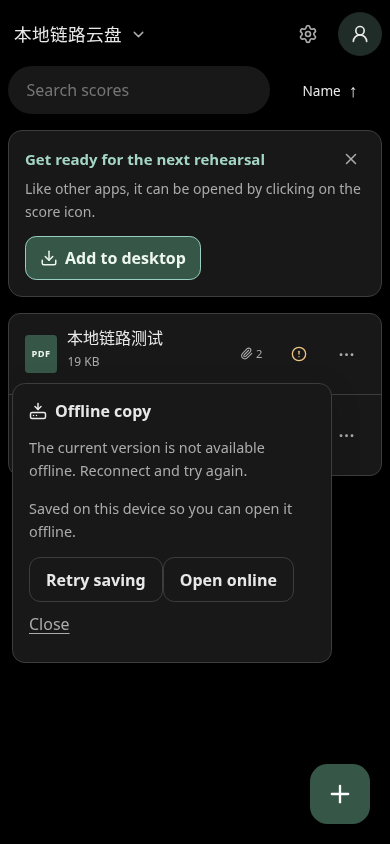 本地链路云盘
Search scores
Name ↑
Get ready for the next rehearsal
Like other apps, it can be opened by clicking on the
score icon.
Add to desktop
PDF
本地链路测试
19 KB
2
Offline copy
The current version is not available
offline. Reconnect and try again.
Saved on this device so you can open it
offline.
Retry saving
Open online
Close